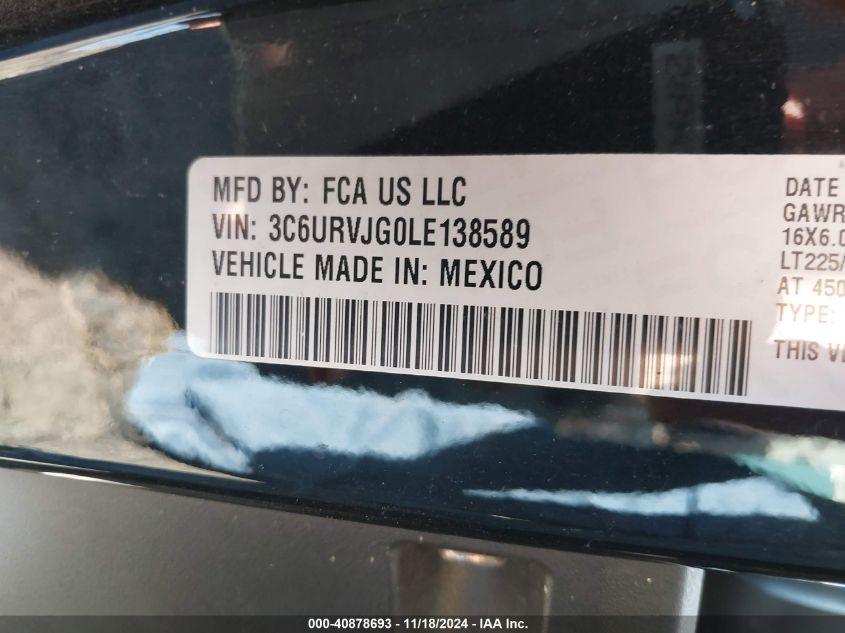 MFD BY: FCA US LLC
VIN: 3C6URVJG0LE138589
VEHICLE MADE IN: MEXICO
DATE
GAWR
16X6.0
LT225/
AT 450
TYPE:
THIS VE
000-40878693 - 11/18/2024 - IAA Inc.